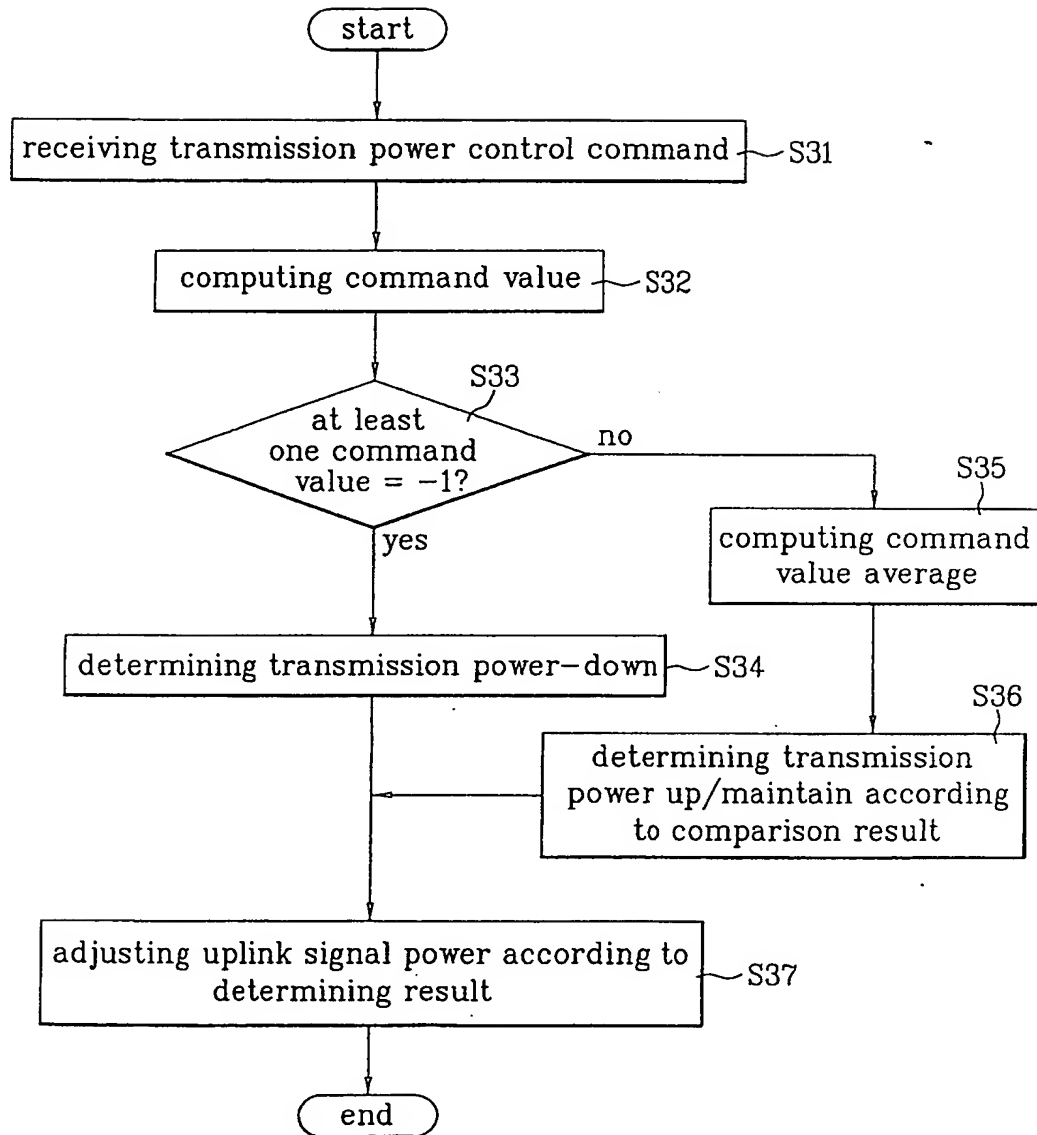 start
receiving transmission power control command
S31
computing command value
S32
S33
at least
one command
value = -1?
no
yes
S35
computing command
value average
determining transmission power-down
S34
S36
determining transmission
power up/maintain according
to comparison result
adjusting uplink signal power according to
determining result
S37
end